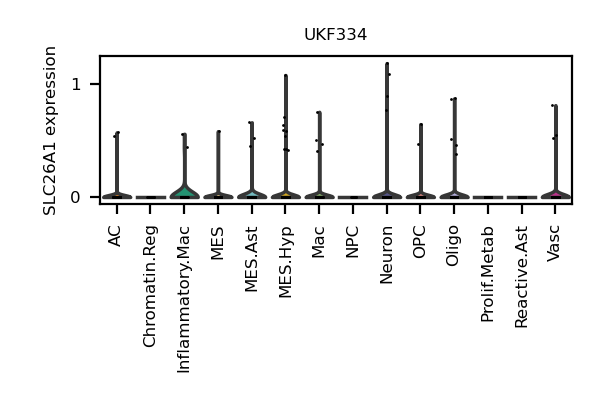 UKF334
SLC26A1 expression
1
0
AC
Chromatin.Reg
Inflammatory.Mac
MES
MES.Ast
MES.Hyp
Mac
NPC
Neuron
OPC
Oligo
Prolif.Metab
Reactive.Ast
Vasc